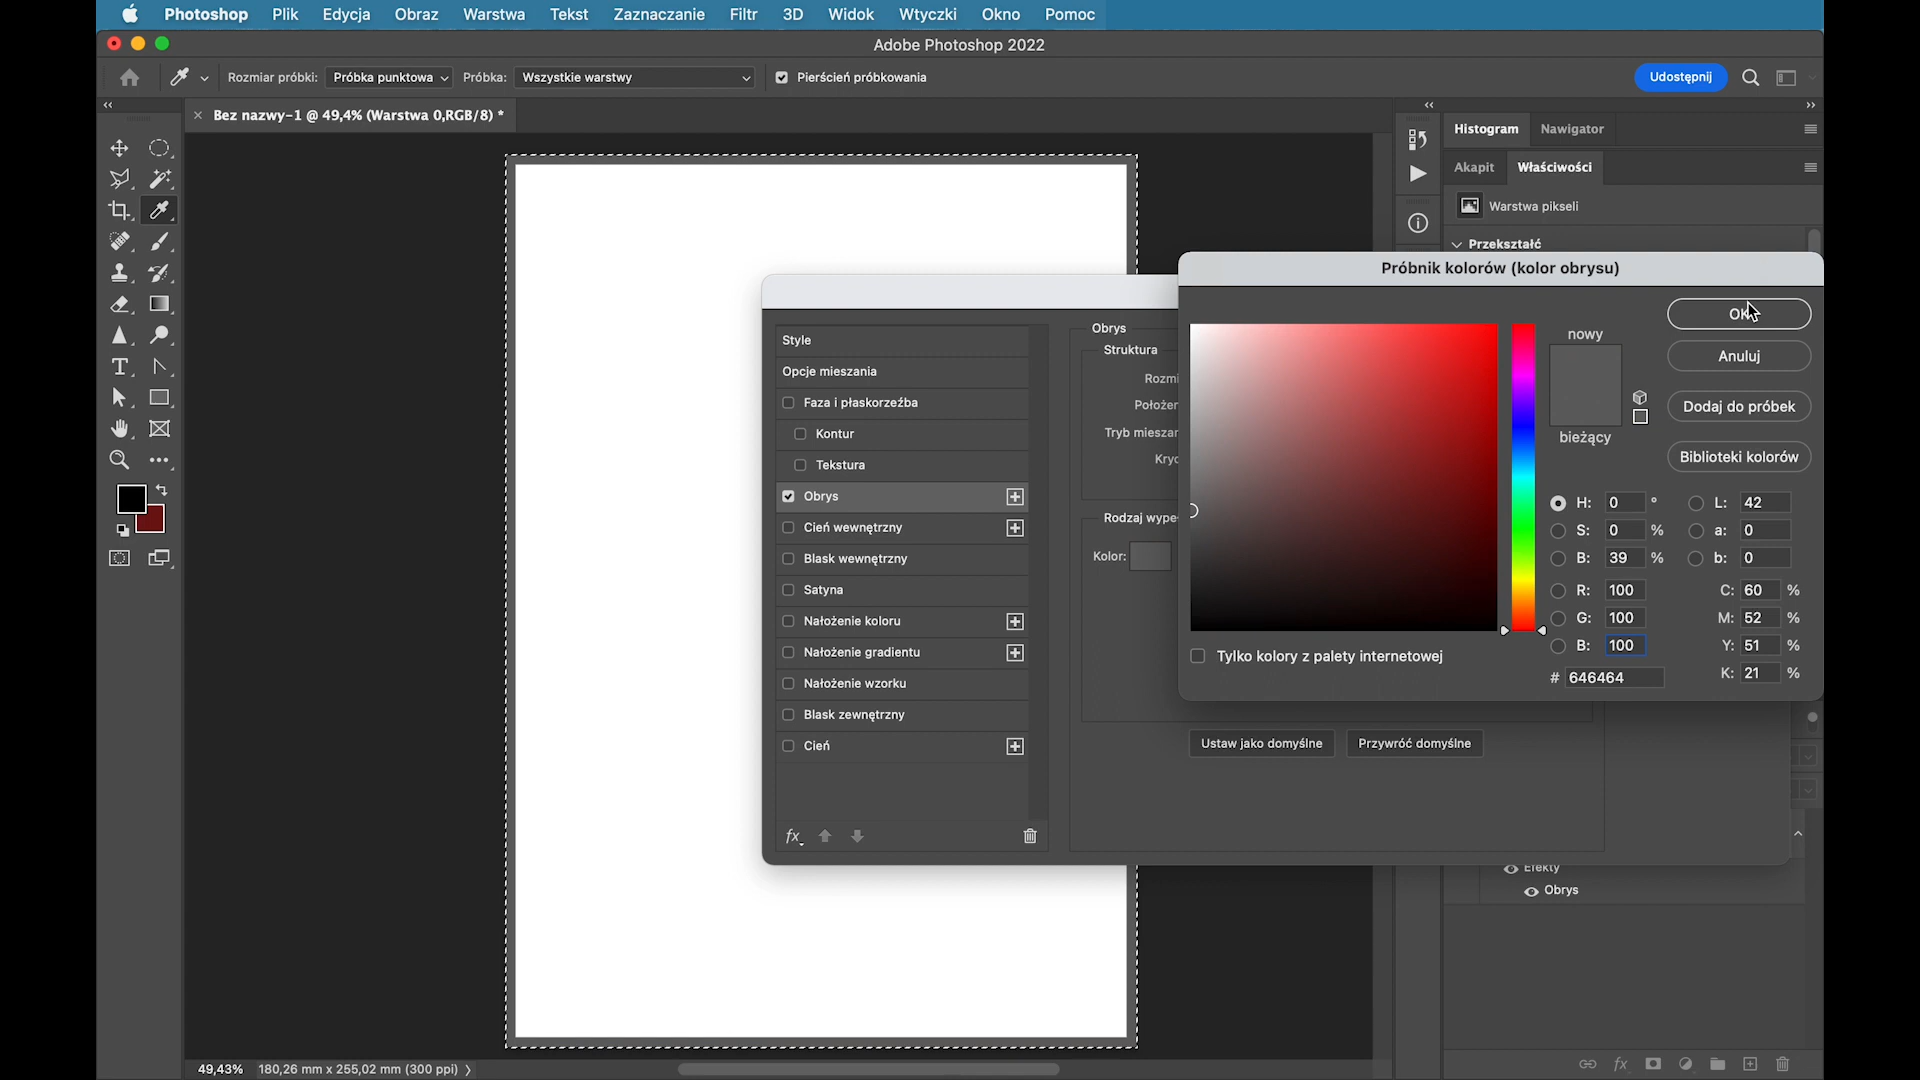 Photoshop Plik Edycja Obraz Warstwa Tekst Zaznaczanie Filtr 3D Widok Wtyczki Okno Pomoc
Adobe Photoshop 2022
Rozmiar próbki: Próbka punktowa Próbka: Wszystkie warstwy Pierścień próbkowania Udostępnij
Bez nazwy-1 @ 49,4% (Warstwa 0,RGB/8) *
Histogram Nawigator
Akapit Właściwości
Warstwa pikseli
Przekształć
Próbnik kolorów (kolor obrysu)
OK
nowy
Anuluj
Dodaj do próbek
bieżący
Biblioteki kolorów
H: 0 ° L: 42
S: 0 % a: 0
B: 39 % b: 0
R: 100 C: 60 %
G: 100 M: 52 %
B: 100 Y: 51 %
# 646464 K: 21 %
Tylko kolory z palety internetowej
Style
Opcje mieszania
Faza i płaskorzeźba
Kontur
Tekstura
Obrys
Cień wewnętrzny
Blask wewnętrzny
Satyna
Nałożenie koloru
Nałożenie gradientu
Nałożenie wzorku
Blask zewnętrzny
Cień
fx
Obrys
Struktura
Rozmi
Położer
Tryb mieszar
Kryc
Rodzaj wype
Kolor:
Ustaw jako domyślne Przywróć domyślne
Efekty
Obrys
fx
49,43% 180,26 mm x 255,02 mm (300 ppi)